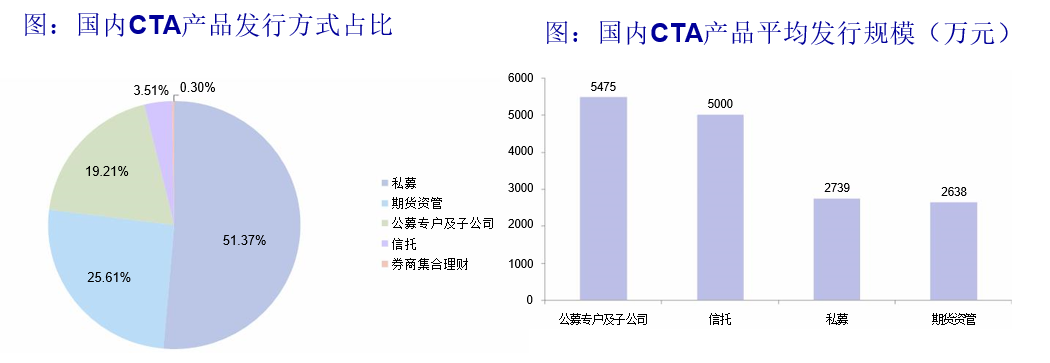 图：国内CTA产品发行方式占比
3.51%
0.30%
19.21%
51.37%
25.61%
私募
期货资管
公募专户及子公司
信托
券商集合理财
图：国内CTA产品平均发行规模（万元）
6000
5000
4000
3000
2000
1000
0
5475
5000
2739
2638
公募专户及子公司
信托
私募
期货资管